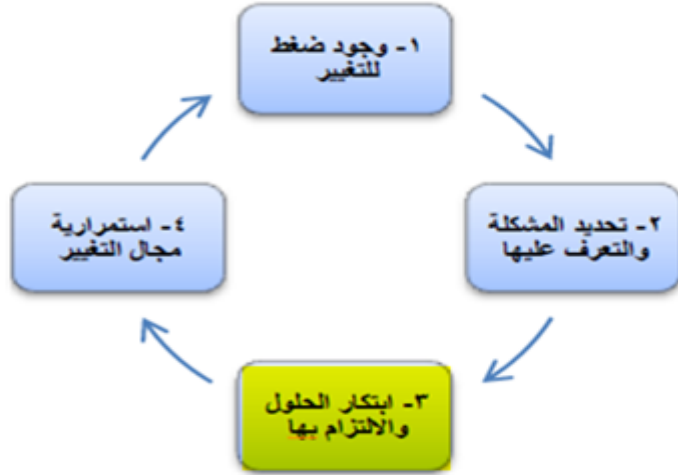 ١- وجود ضغط
للتغيير
٢- تحديد المشكلة
والتعرف عليها
٣- ابتكار الحلول
والالتزام بها
٤- استمرارية
مجال التغيير